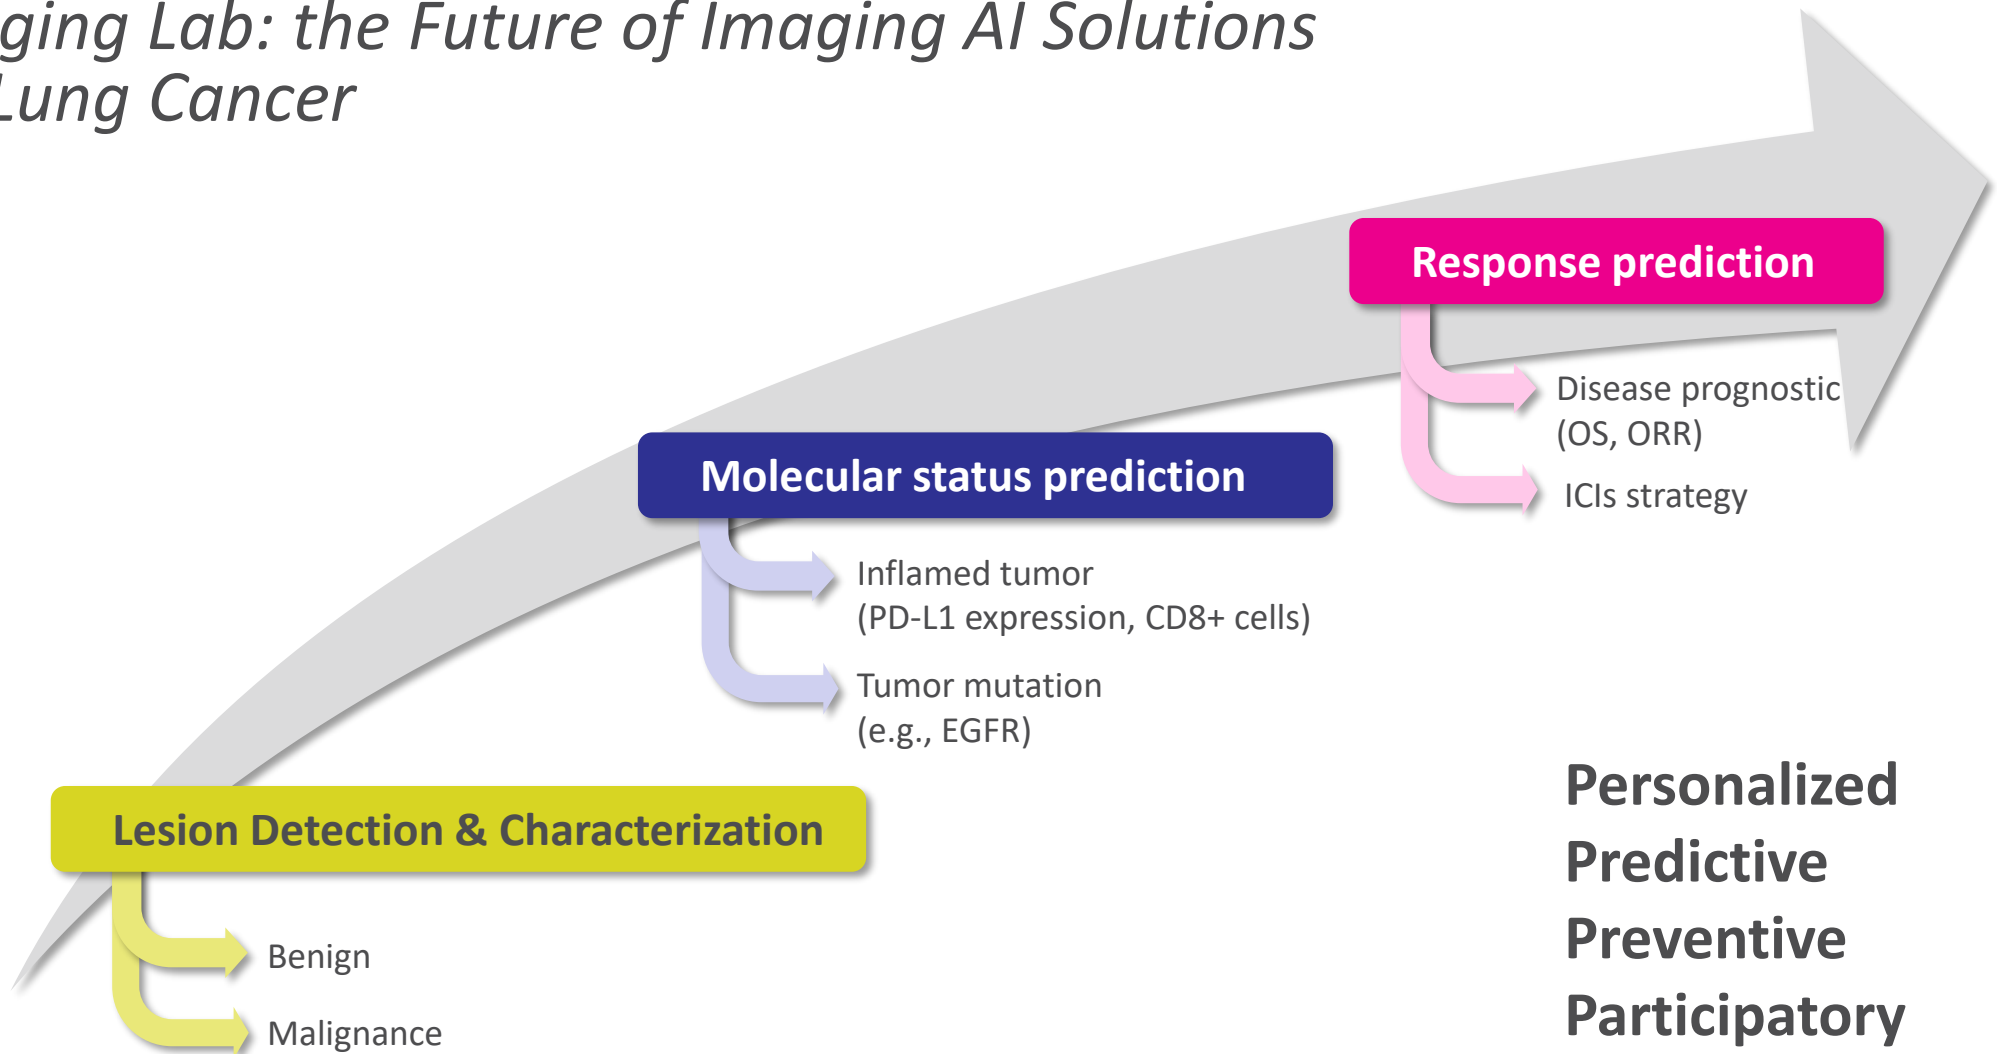 ging Lab: the Future of Imaging AI Solutions
Lung Cancer
Response prediction
Disease prognostic
(OS, ORR)
ICIs strategy
Molecular status prediction
Inflamed tumor
(PD-L1 expression, CD8+ cells)
Tumor mutation
(e.g., EGFR)
Lesion Detection & Characterization
Benign
Malignance
Personalized
Predictive
Preventive
Participatory